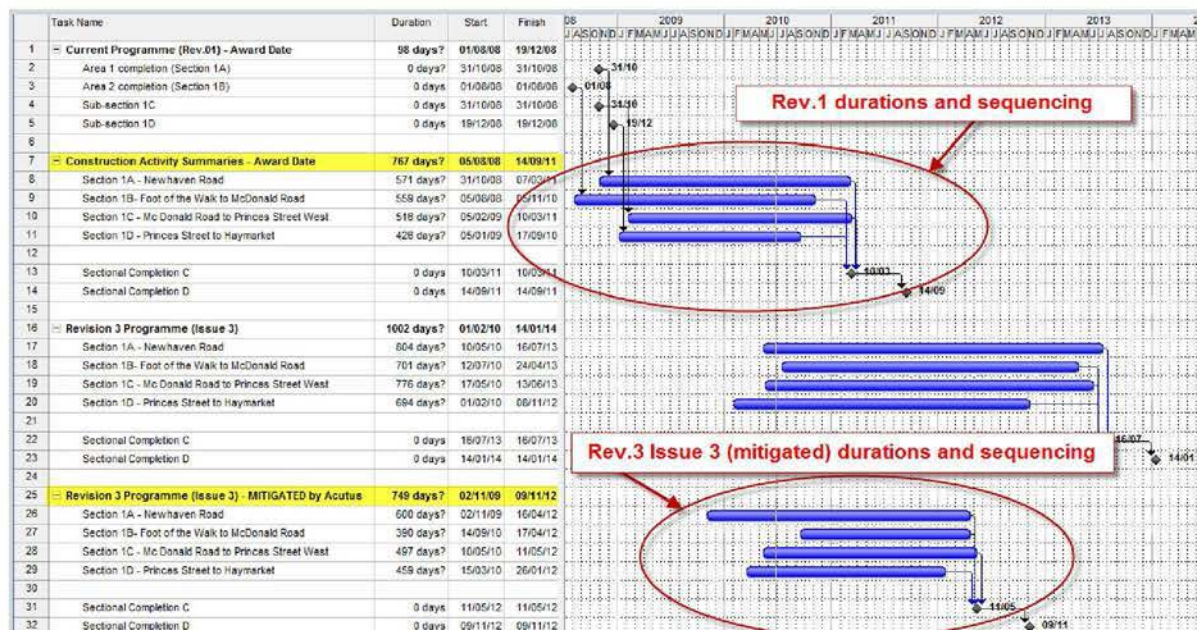 Task Name Duration Start Finish 08 2009 2010 2011 2012 2013 2
J A S O N D J F M A M J J A S O N D J F M A M J J A S O N D J F M A M J J A S O N D J F M A M J J A S O N D J F M A M J J A S O N D J F M A M
1 Current Programme (Rev.01) - Award Date 98 days? 01/08/08 19/12/08
2 Area 1 completion (Section 1A) 0 days? 31/10/08 31/10/08 31/10
3 Area 2 completion (Section 1B) 0 days? 01/08/08 01/08/08 01/08
4 Sub-section 1C 0 days 31/10/08 31/10/08 31/10
5 Sub-section 1D 0 days 19/12/08 19/12/08 19/12
Rev.1 durations and sequencing
6
7 Construction Activity Summaries - Award Date 767 days? 05/08/08 14/09/11
8 Section 1A - Newhaven Road 571 days? 31/10/08 07/03/11
9 Section 1B- Foot of the Walk to McDonald Road 559 days? 05/08/08 05/11/10
10 Section 1C - Mc Donald Road to Princes Street West 518 days? 05/02/09 10/03/11
11 Section 1D - Princes Street to Haymarket 428 days? 05/01/09 17/09/10
12
13 Sectional Completion C 0 days 10/03/11 10/03/11 10/03
14 Sectional Completion D 0 days 14/09/11 14/09/11 14/09
15
16 Revision 3 Programme (Issue 3) 1002 days? 01/02/10 14/01/14
17 Section 1A - Newhaven Road 804 days? 10/05/10 16/07/13
18 Section 1B- Foot of the Walk to McDonald Road 701 days? 12/07/10 24/04/13
19 Section 1C - Mc Donald Road to Princes Street West 776 days? 17/05/10 13/06/13
20 Section 1D - Princes Street to Haymarket 694 days? 01/02/10 08/11/12
21
22 Sectional Completion C 0 days 16/07/13 16/07/13 16/07
23 Sectional Completion D 0 days 14/01/14 14/01/14 14/01
Rev.3 Issue 3 (mitigated) durations and sequencing
24
25 Revision 3 Programme (Issue 3) - MITIGATED by Acutus 749 days? 02/11/09 09/11/12
26 Section 1A - Newhaven Road 600 days? 02/11/09 16/04/12
27 Section 1B- Foot of the Walk to McDonald Road 390 days? 14/09/10 17/04/12
28 Section 1C - Mc Donald Road to Princes Street West 497 days? 10/05/10 11/05/12
29 Section 1D - Princes Street to Haymarket 459 days? 15/03/10 26/01/12
30
31 Sectional Completion C 0 days 11/05/12 11/05/12 11/05
32 Sectional Completion D 0 days 09/11/12 09/11/12 09/11